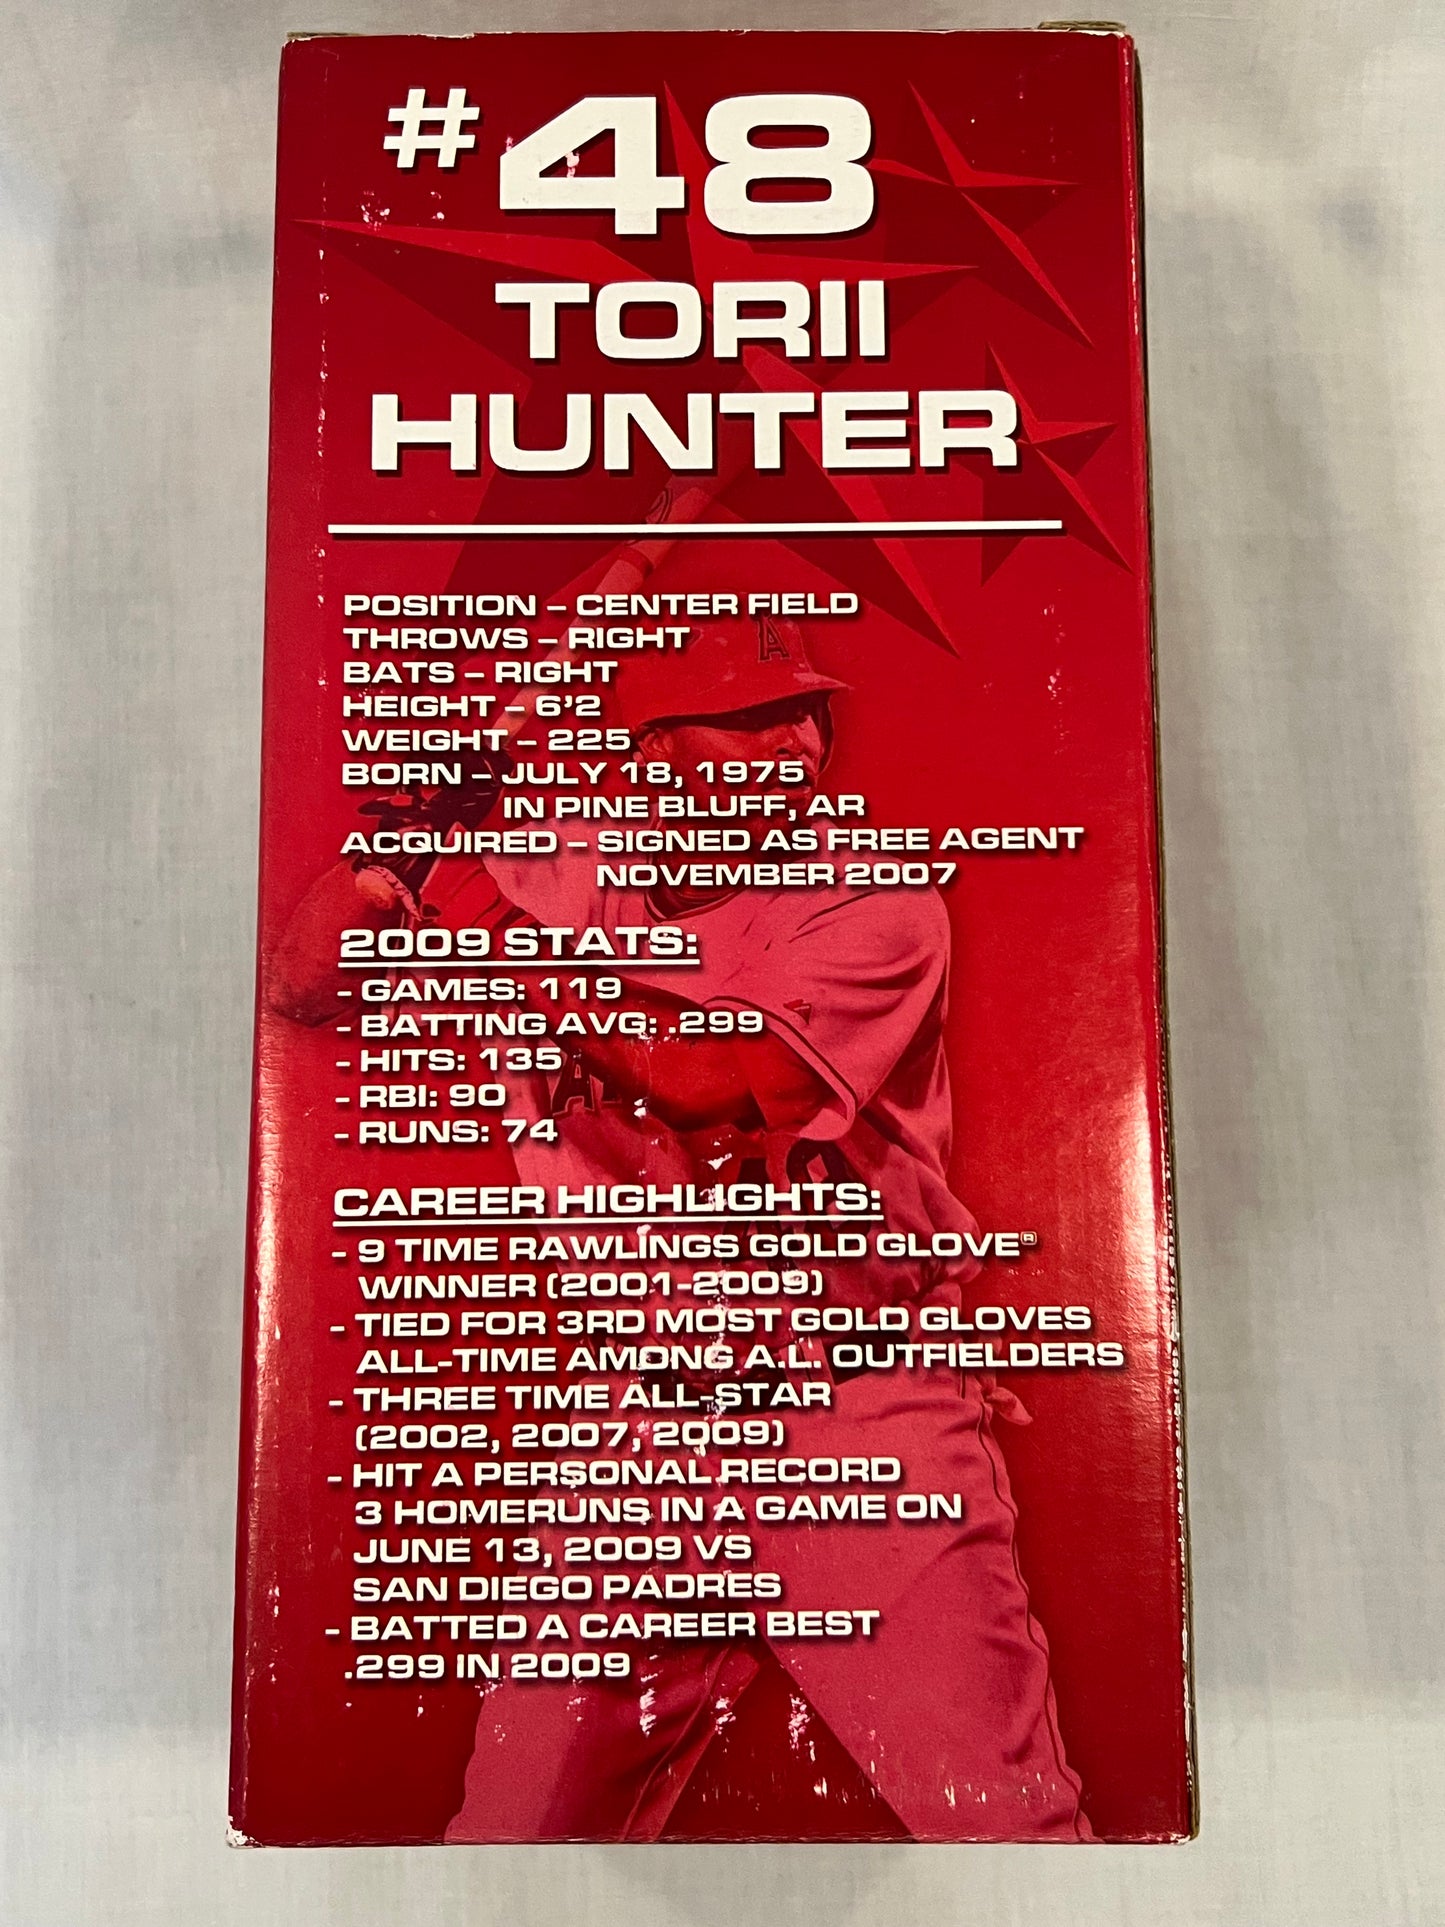 #48
TORII
HUNTER
POSITION – CENTER FIELD
THROWS – RIGHT
BATS – RIGHT
HEIGHT – 6'2
WEIGHT – 225
BORN – JULY 18, 1975
IN PINE BLUFF, AR
ACQUIRED – SIGNED AS FREE AGENT
NOVEMBER 2007
2009 STATS:
- GAMES: 119
- BATTING AVG: .299
- HITS: 135
- RBI: 90
- RUNS: 74
CAREER HIGHLIGHTS:
- 9 TIME RAWLINGS GOLD GLOVE®
WINNER (2001-2009)
- TIED FOR 3RD MOST GOLD GLOVES
ALL-TIME AMONG A.L. OUTFIELDERS
- THREE TIME ALL-STAR
(2002, 2007, 2009)
- HIT A PERSONAL RECORD
3 HOMERUNS IN A GAME ON
JUNE 13, 2009 VS
SAN DIEGO PADRES
- BATTED A CAREER BEST
.299 IN 2009